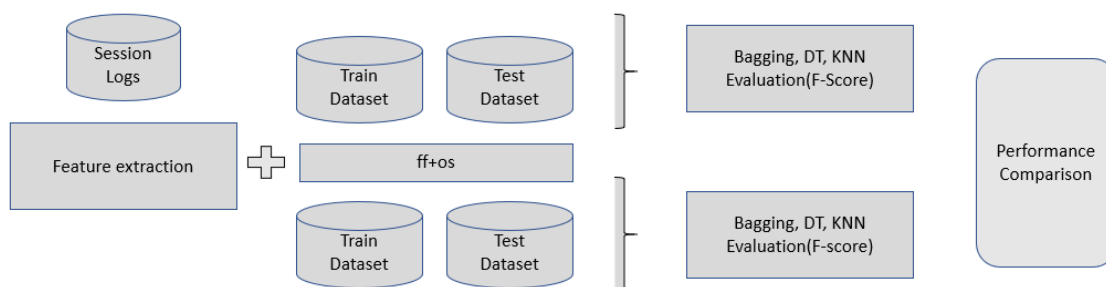 Session
Logs
Feature extraction
Train
Dataset
Test
Dataset
ff+os
Train
Dataset
Test
Dataset
Bagging, DT, KNN
Evaluation(F-Score)
Bagging, DT, KNN
Evaluation(F-score)
Performance
Comparison